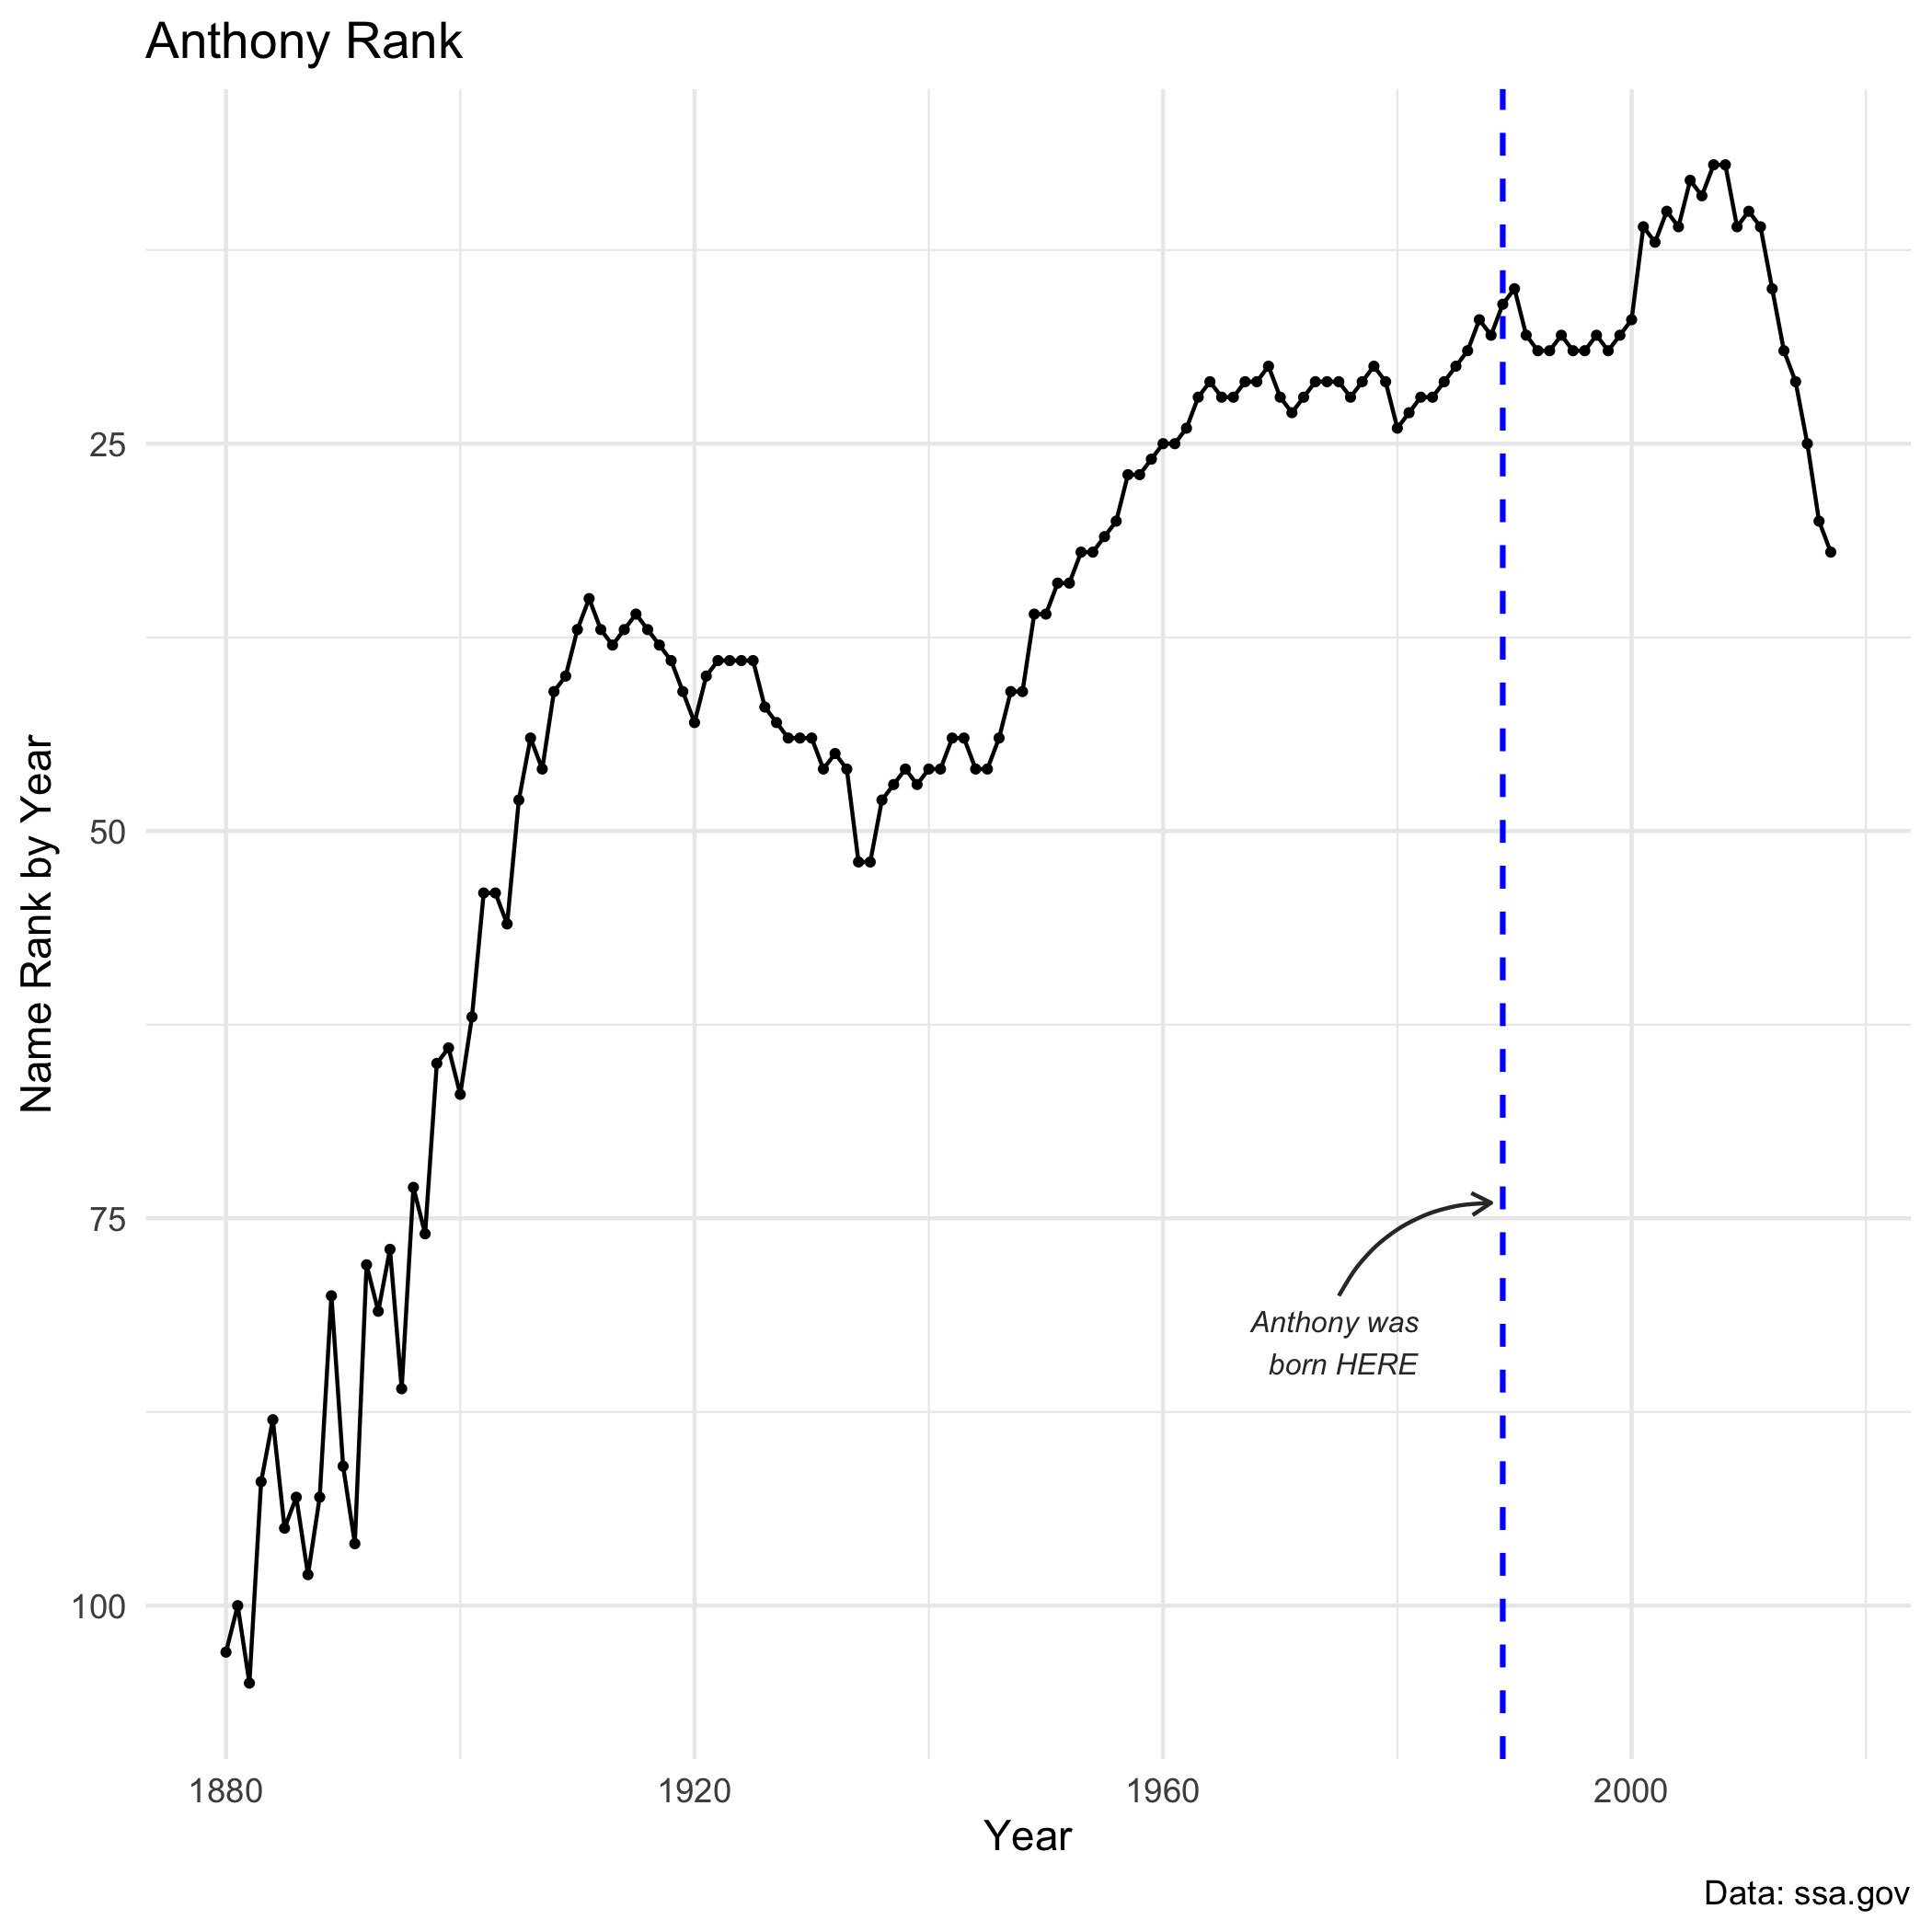 Anthony Rank
Name Rank by Year
25
50
75
100
Anthony was
born HERE
1880
1920
1960
2000
Year
Data: ssa.gov